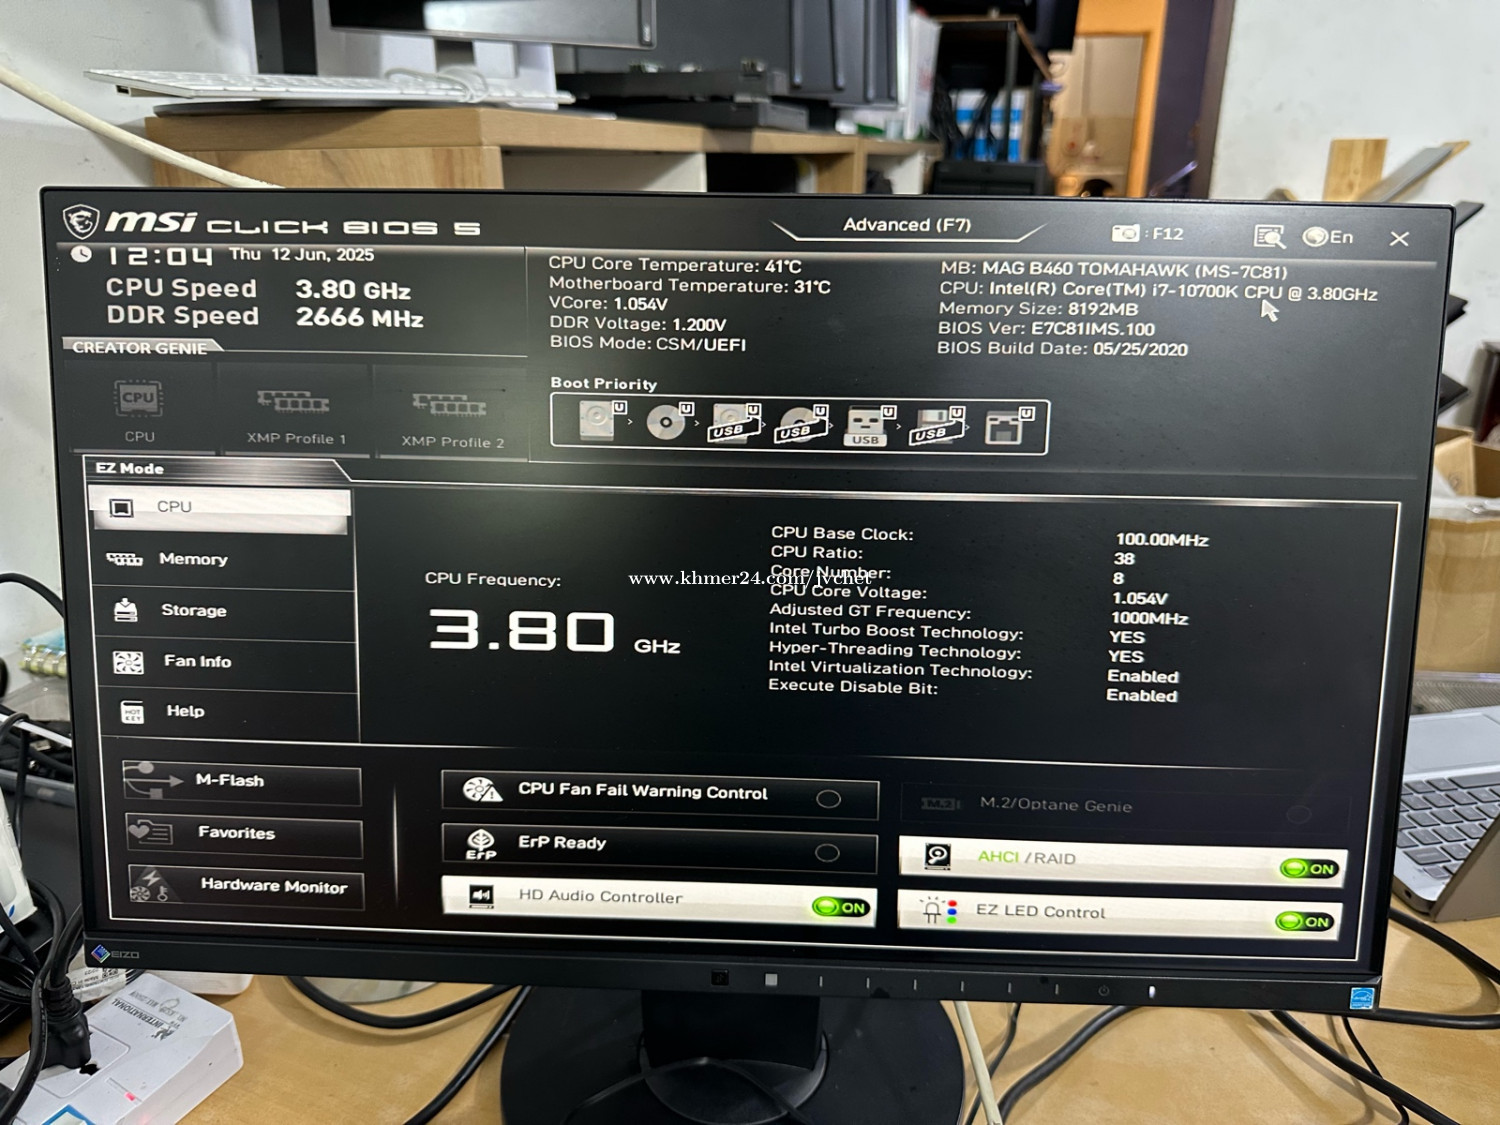 msi CLICK BIOS 5
Advanced (F7)
: F12
En
12:04 Thu 12 Jun, 2025
CPU Speed 3.80 GHz
DDR Speed 2666 MHz
CPU Core Temperature: 41°C
Motherboard Temperature: 31°C
VCore: 1.054V
DDR Voltage: 1.200V
BIOS Mode: CSM/UEFI
MB: MAG B460 TOMAHAWK (MS-7C81)
CPU: Intel(R) Core(TM) i7-10700K CPU @ 3.80GHz
Memory Size: 8192MB
BIOS Ver: E7C81IMS.100
BIOS Build Date: 05/25/2020
CREATOR GENIE
CPU
CPU
XMP Profile 1
XMP Profile 2
Boot Priority
U U U U U U U
USB USB USB USB
EZ Mode
CPU
Memory
Storage
Fan Info
HOT KEY Help
CPU Frequency:
3.80 GHz
www.khmer24.com/jvchet
CPU Base Clock: 100.00MHz
CPU Ratio: 38
Core Number: 8
CPU Core Voltage: 1.054V
Adjusted GT Frequency: 1000MHz
Intel Turbo Boost Technology: YES
Hyper-Threading Technology: YES
Intel Virtualization Technology: Enabled
Execute Disable Bit: Enabled
M-Flash
Favorites
Hardware Monitor
CPU Fan Fail Warning Control
ErP ErP Ready
HD Audio Controller ON
M.2 M.2/Optane Genie
AHCI /RAID ON
EZ LED Control ON
EIZO
INTERNATIONAL